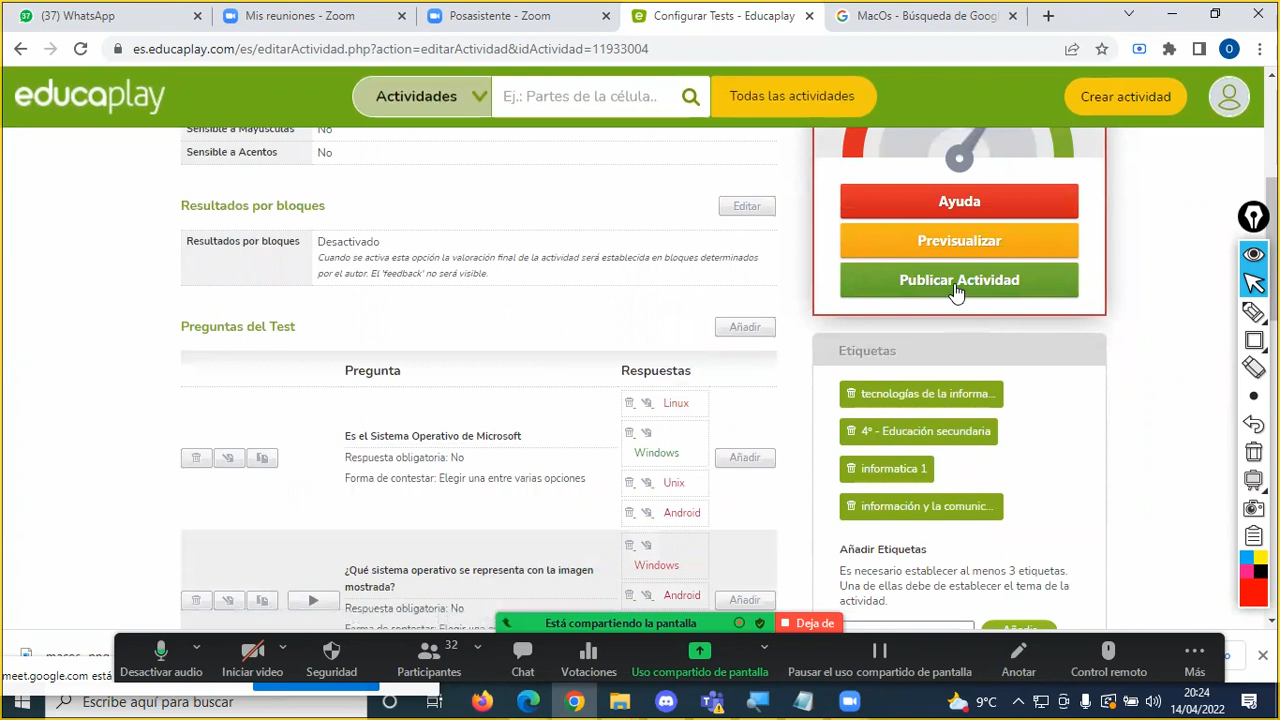 (37) WhatsApp
Mis reuniones - Zoom
Posasistente - Zoom
Configurar Tests - Educaplay
MacOs - Búsqueda de Googl
37
es.educaplay.com/es/editarActividad.php?action=editarActividad&idActividad=11933004
O
educaplay
Actividades
Ej.: Partes de la célula..
Todas las actividades
Crear actividad
Sensible a Mayúsculas
No
Sensible a Acentos
No
Resultados por bloques
Editar
Resultados por bloques
Desactivado
Cuando se activa esta opción la valoración final de la actividad será establecida en bloques determinados
por el autor. El 'feedback' no será visible.
Preguntas del Test
Añadir
Pregunta
Respuestas
Linux
Es el Sistema Operativo de Microsoft
Windows
Respuesta obligatoria: No
Añadir
Forma de contestar: Elegir una entre varias opciones
Unix
Android
¿Qué sistema operativo se representa con la imagen
mostrada?
Windows
Android
Respuesta obligatoria: No
Añadir
Ayuda
Previsualizar
Publicar Actividad
Etiquetas
tecnologías de la informa...
4º - Educación secundaria
informatica 1
información y la comunic...
Añadir Etiquetas
Es necesario establecer al menos 3 etiquetas.
Una de ellas debe de establecer el tema de la
actividad.
Está compartiendo la pantalla
Deja de
32
Desactivar audio
Iniciar video
Seguridad
Participantes
Chat
Votaciones
Uso compartido de pantalla
Pausar el uso compartido de pantalla
Anotar
Control remoto
Más
meet.google.com está
Escribe aquí para buscar
9°C
20:24
14/04/2022